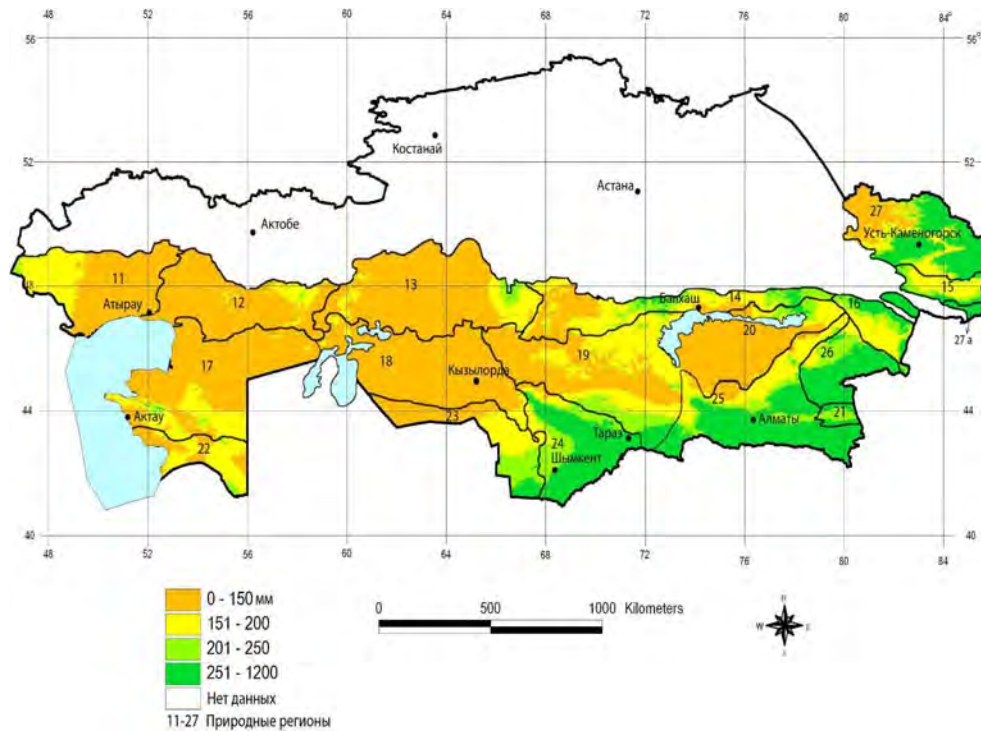 48 52 56 60 64 68 72 76 80 84°
56 56°
Костанай
52 52
Астана
Актобе
27
Усть-Каменогорск
48
11 12 13 14 15
Атырау Балхаш 16
20
27 а
17 18 19 26
Кызылорда
25
44 44
Актау 23 Алматы 21
24 Тараз
22 Шымкент
40 40
48 52 56 60 64 68 72 76 80 84
0 - 150 мм
151 - 200
201 - 250
251 - 1200
Нет данных
11-27 Природные регионы
0 500 1000 Kilometers
W